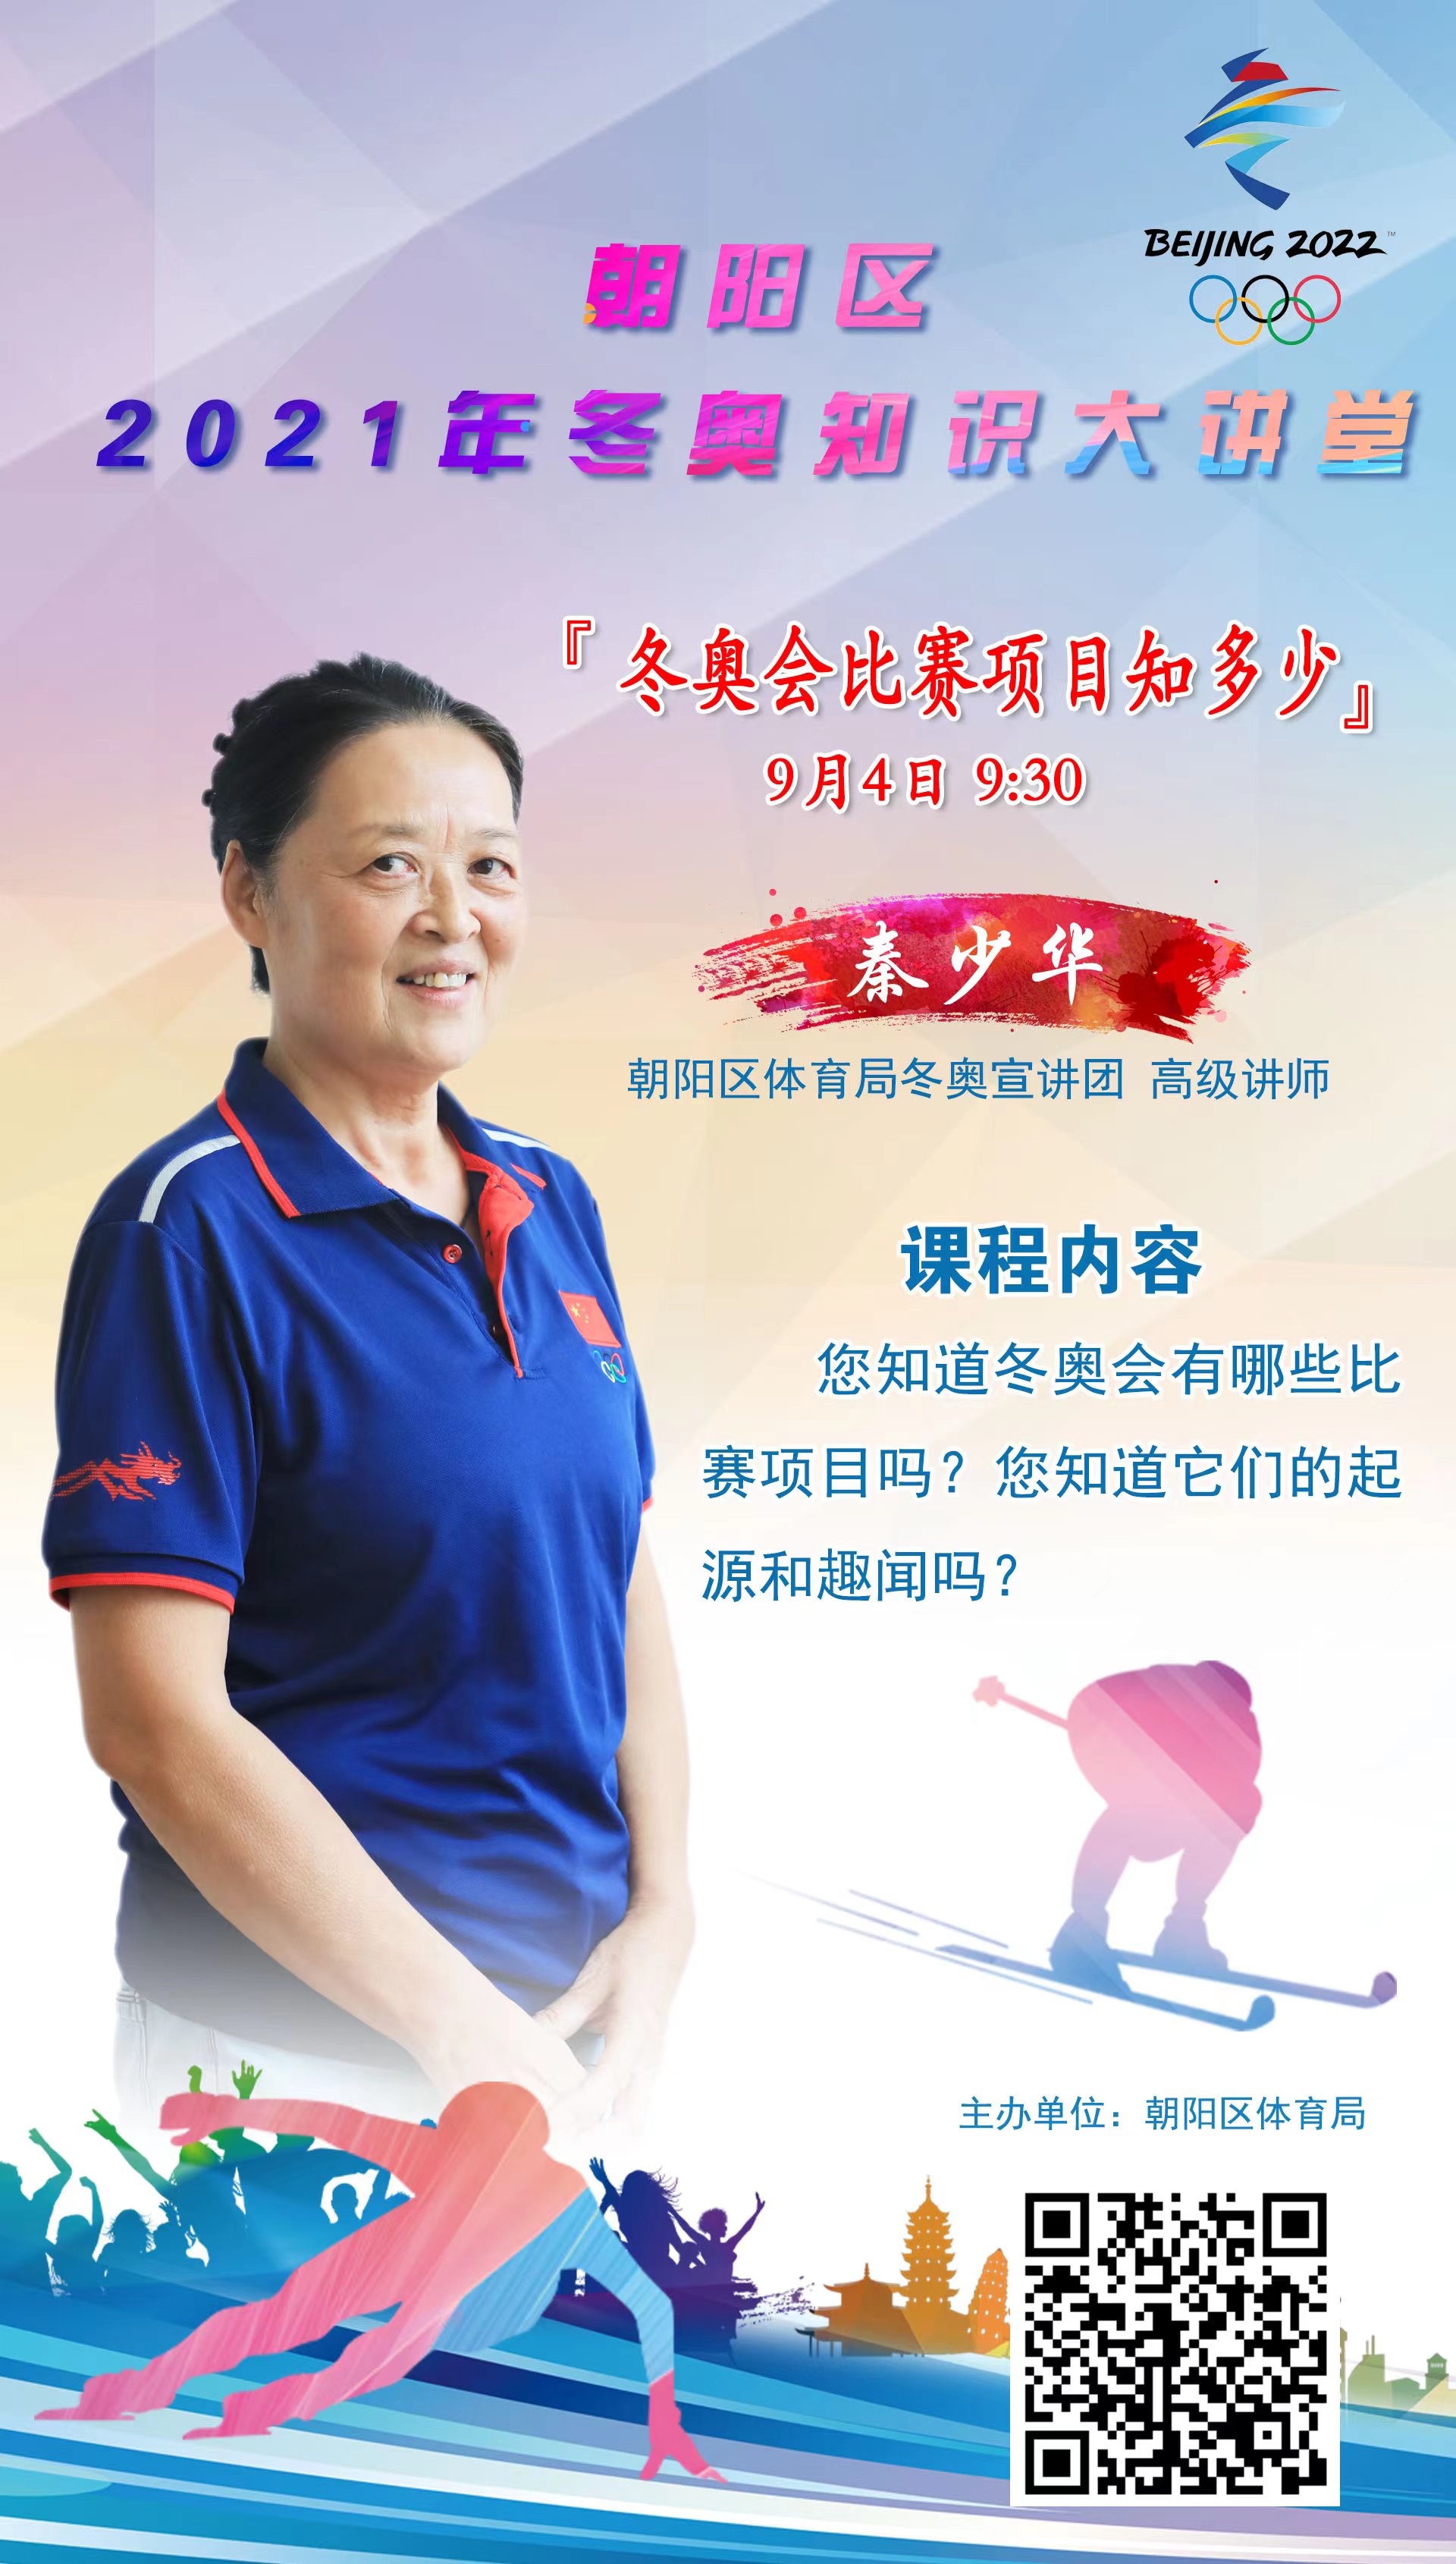 BEIJING 2022™
朝阳区
2021年冬奥知识大讲堂
『冬奥会比赛项目知多少』
9月4日 9:30
秦少华
朝阳区体育局冬奥宣讲团 高级讲师
课程内容
您知道冬奥会有哪些比
赛项目吗？您知道它们的起
源和趣闻吗？
主办单位：朝阳区体育局